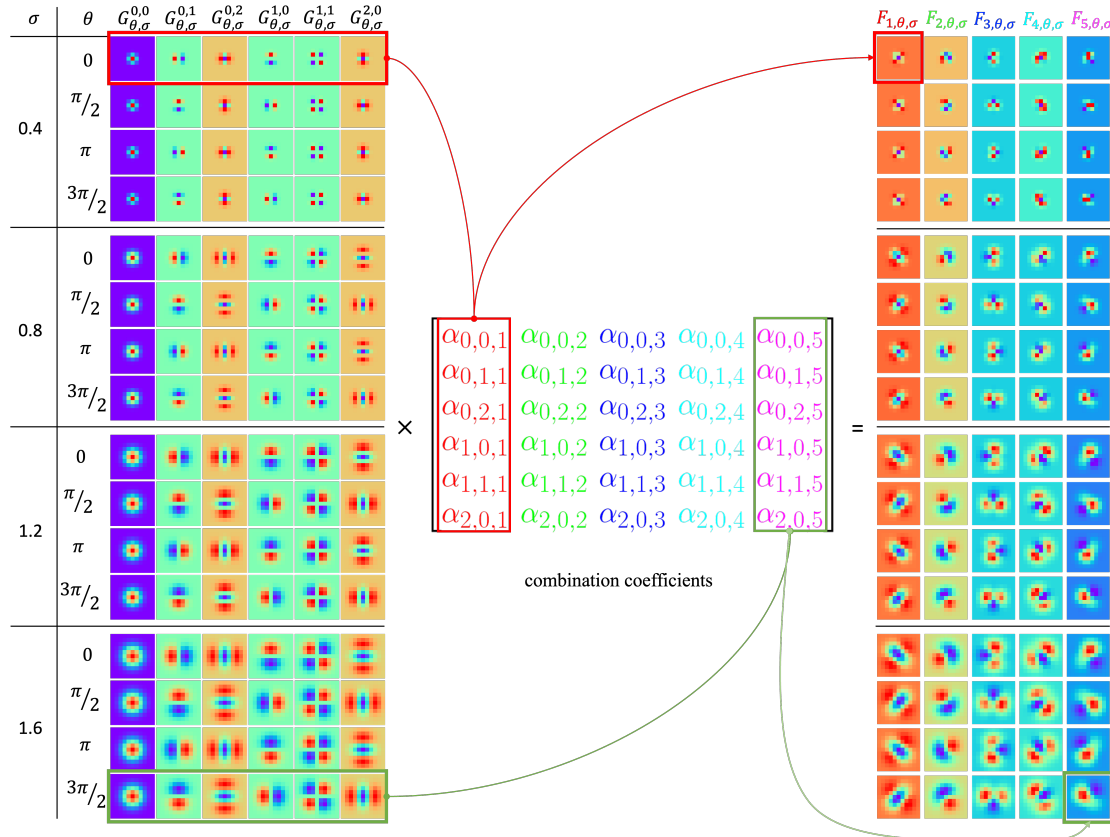 σ θ G^{0,0}_{θ,σ} G^{0,1}_{θ,σ} G^{0,2}_{θ,σ} G^{1,0}_{θ,σ} G^{1,1}_{θ,σ} G^{2,0}_{θ,σ} F_{1,θ,σ} F_{2,θ,σ} F_{3,θ,σ} F_{4,θ,σ} F_{5,θ,σ}
0.4
0
π/2
π
3π/2
0.8
0
π/2
π
3π/2
1.2
0
π/2
π
3π/2
1.6
0
π/2
π
3π/2
×
α_{0,0,1} α_{0,0,2} α_{0,0,3} α_{0,0,4} α_{0,0,5}
α_{0,1,1} α_{0,1,2} α_{0,1,3} α_{0,1,4} α_{0,1,5}
α_{0,2,1} α_{0,2,2} α_{0,2,3} α_{0,2,4} α_{0,2,5}
α_{1,0,1} α_{1,0,2} α_{1,0,3} α_{1,0,4} α_{1,0,5}
α_{1,1,1} α_{1,1,2} α_{1,1,3} α_{1,1,4} α_{1,1,5}
α_{2,0,1} α_{2,0,2} α_{2,0,3} α_{2,0,4} α_{2,0,5}
=
combination coefficients